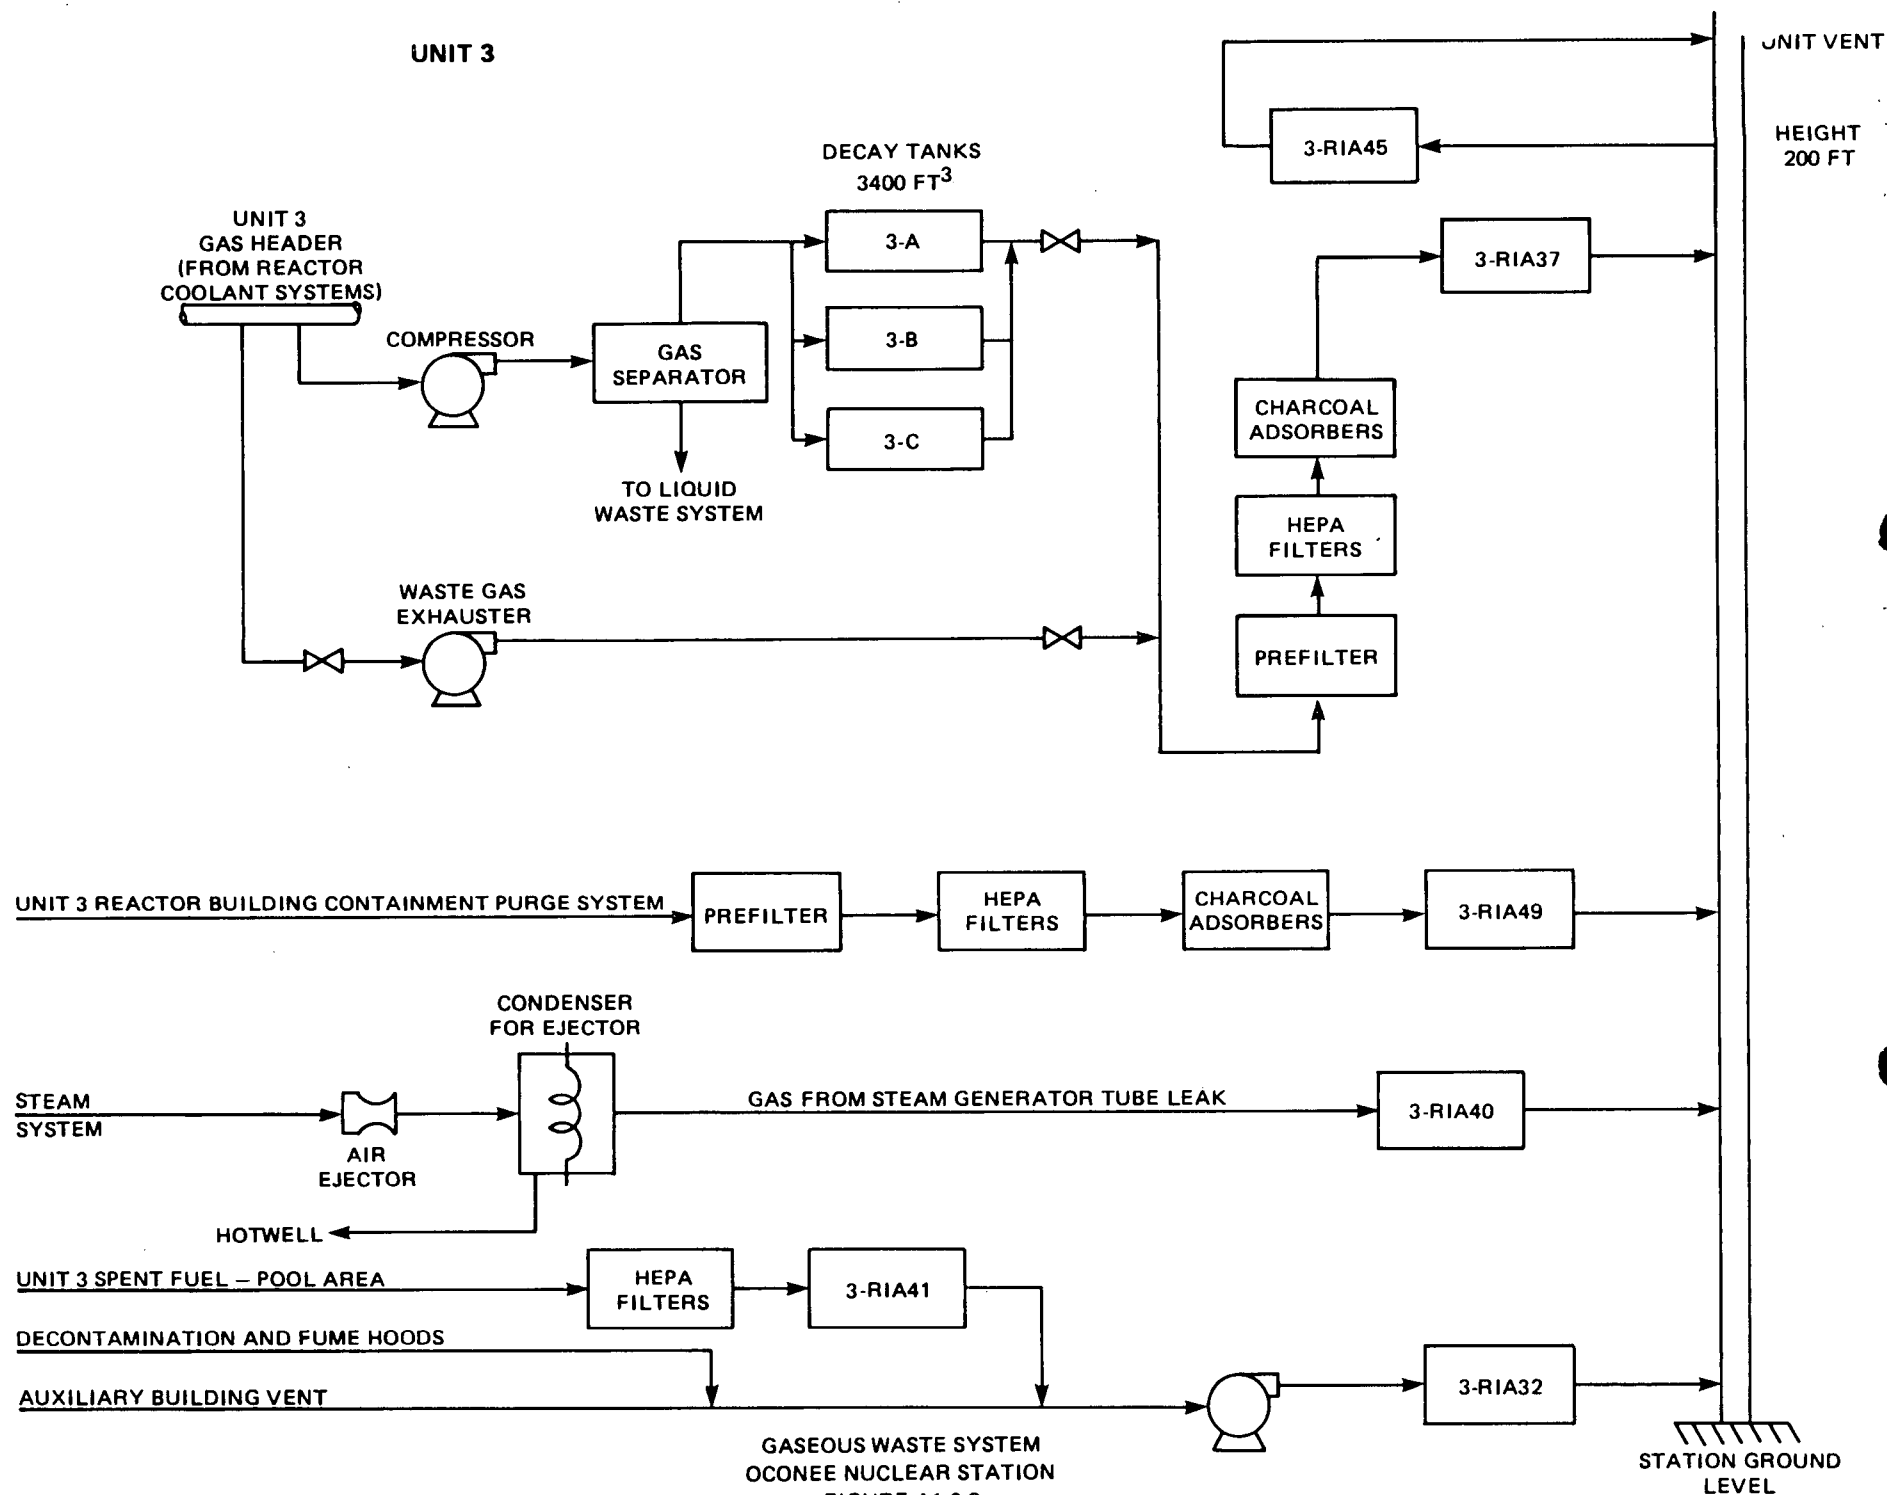 UNIT 3
UNIT VENT
HEIGHT
200 FT
3-RIA45
DECAY TANKS
3400 FT3
UNIT 3
GAS HEADER
(FROM REACTOR
COOLANT SYSTEMS)
3-A
3-B
3-C
COMPRESSOR
GAS
SEPARATOR
TO LIQUID
WASTE SYSTEM
3-RIA37
CHARCOAL
ADSORBERS
HEPA
FILTERS
PREFILTER
WASTE GAS
EXHAUSTER
UNIT 3 REACTOR BUILDING CONTAINMENT PURGE SYSTEM
PREFILTER
HEPA
FILTERS
CHARCOAL
ADSORBERS
3-RIA49
CONDENSER
FOR EJECTOR
STEAM
SYSTEM
AIR
EJECTOR
GAS FROM STEAM GENERATOR TUBE LEAK
3-RIA40
HOTWELL
UNIT 3 SPENT FUEL – POOL AREA
HEPA
FILTERS
3-RIA41
DECONTAMINATION AND FUME HOODS
AUXILIARY BUILDING VENT
3-RIA32
STATION GROUND
LEVEL
GASEOUS WASTE SYSTEM
OCONEE NUCLEAR STATION